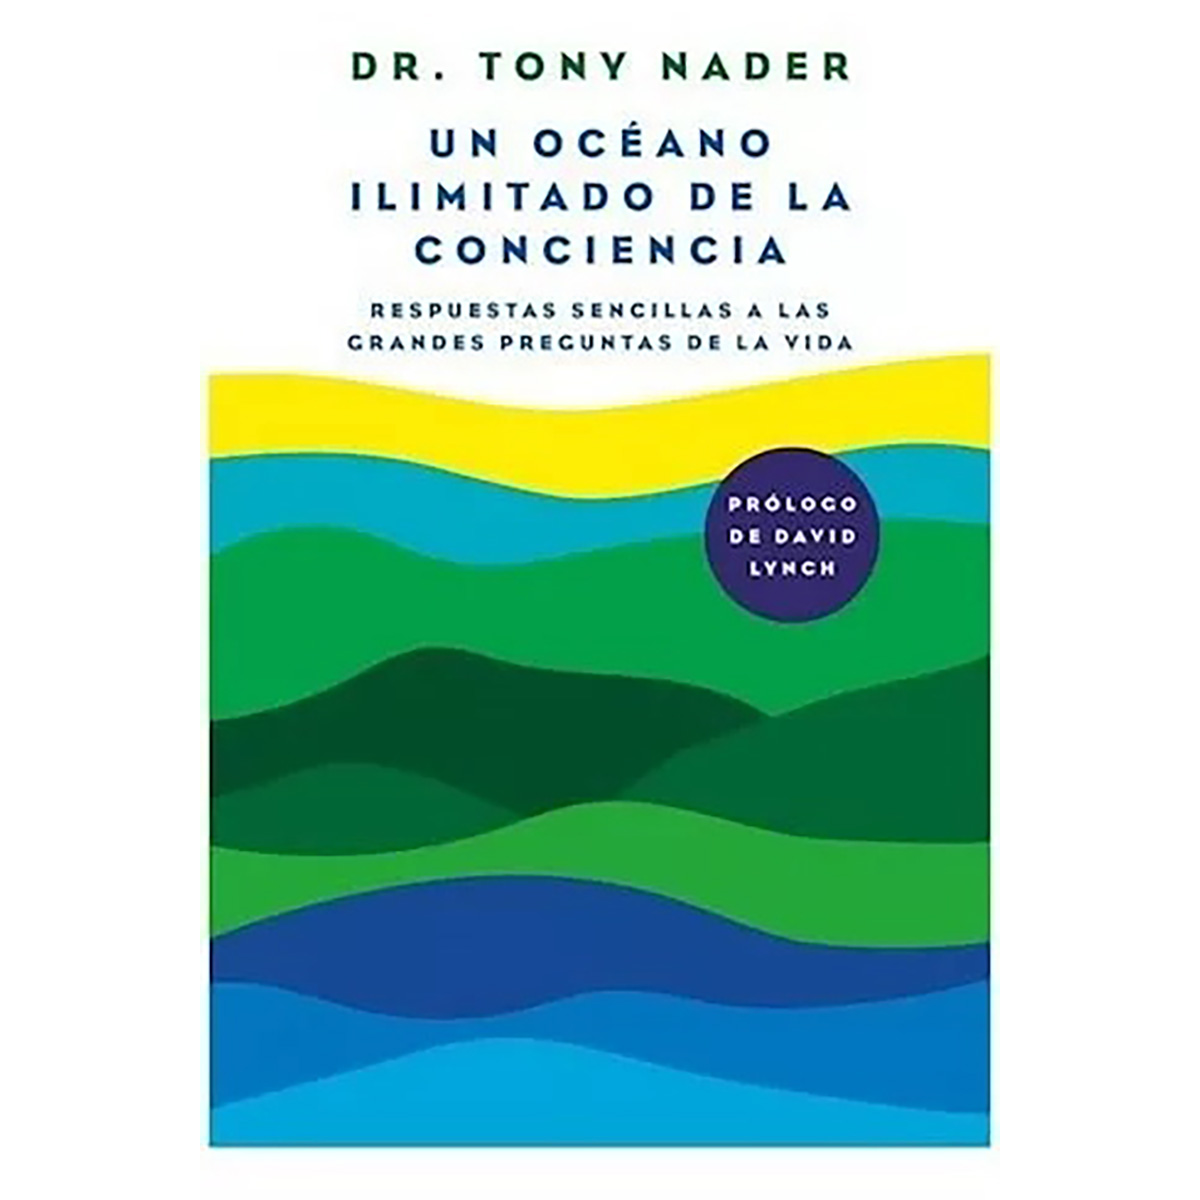 DR. TONY NADER
UN OCÉANO
ILIMITADO DE LA
CONCIENCIA
RESPUESTAS SENCILLAS A LAS
GRANDES PREGUNTAS DE LA VIDA
PRÓLOGO
DE DAVID
LYNCH